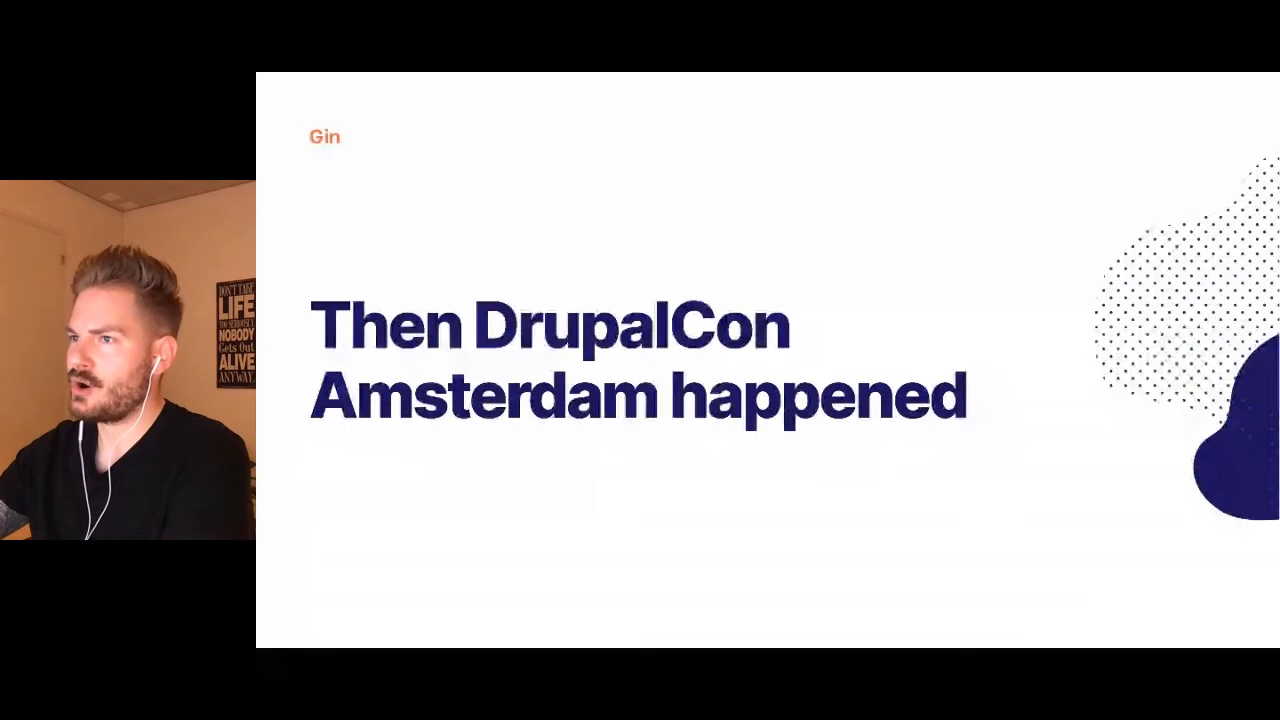 Gin
Then DrupalCon
Amsterdam happened
DON'T TAKE
LIFE
TOO SERIOUSLY
NOBODY
Gets Out
ALIVE
ANYWAY.